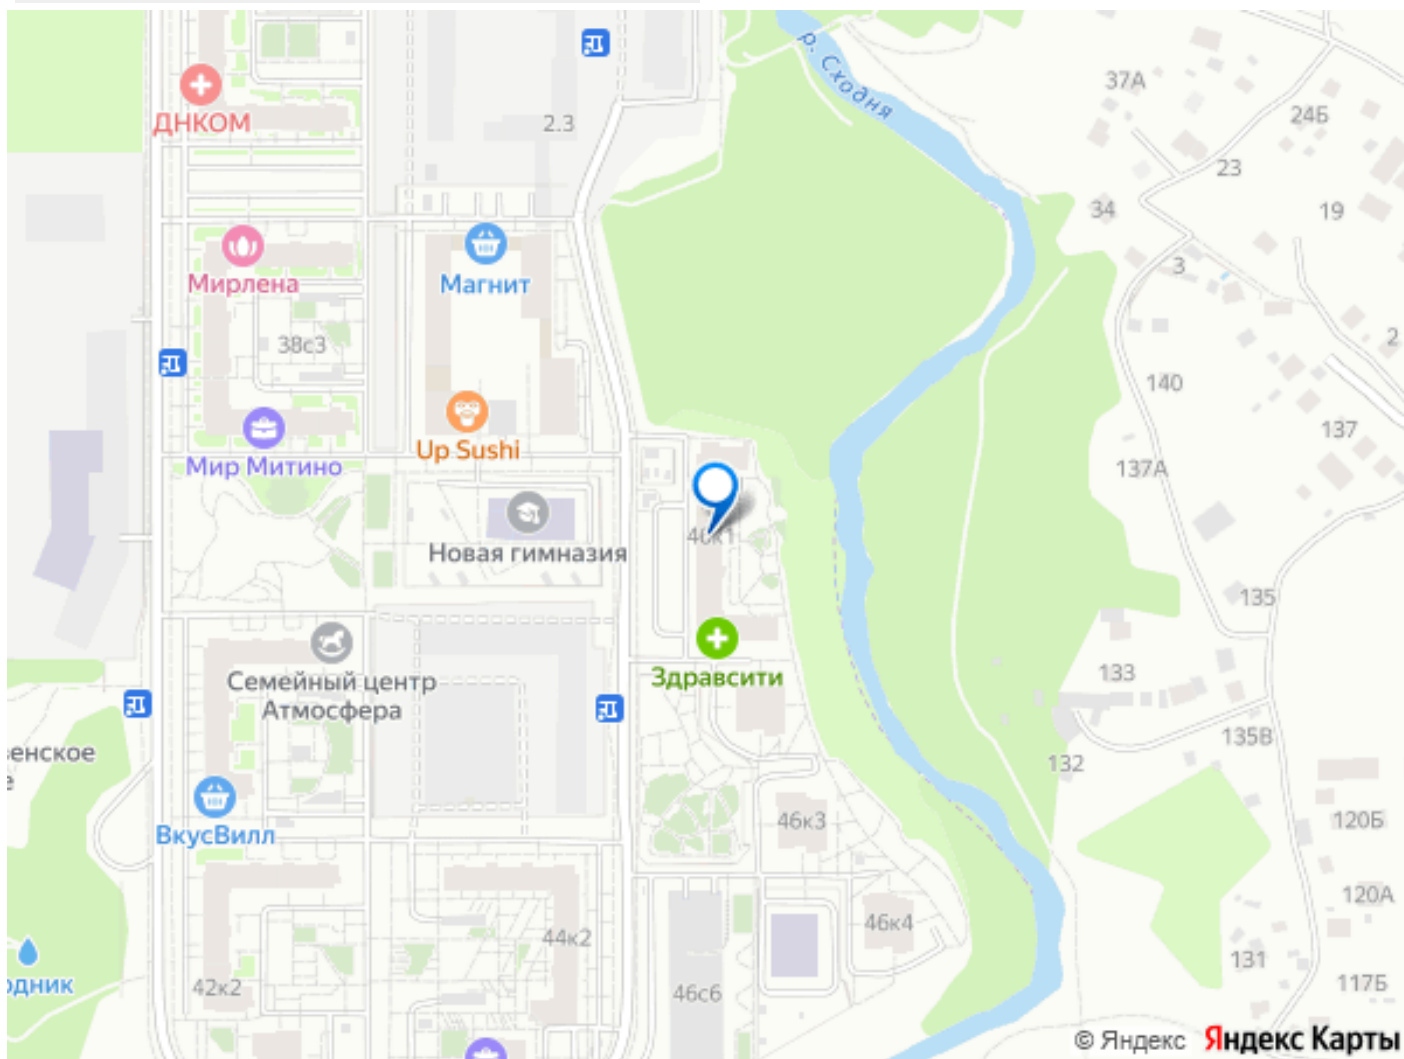 р. Сходня
37А
ДНКОМ
2.3
24Б
23
34
19
3
Мирлена
Магнит
38с3
2
140
137
Up Sushi
Мир Митино
137А
46к1
Новая гимназия
135
Здравсити
133
Семейный центр
Атмосфера
135В
венское
132
е
46к3
120Б
ВкусВилл
120А
46к4
44к2
131
одник
42к2
46с6
117Б
© Яндекс Яндекс Карты